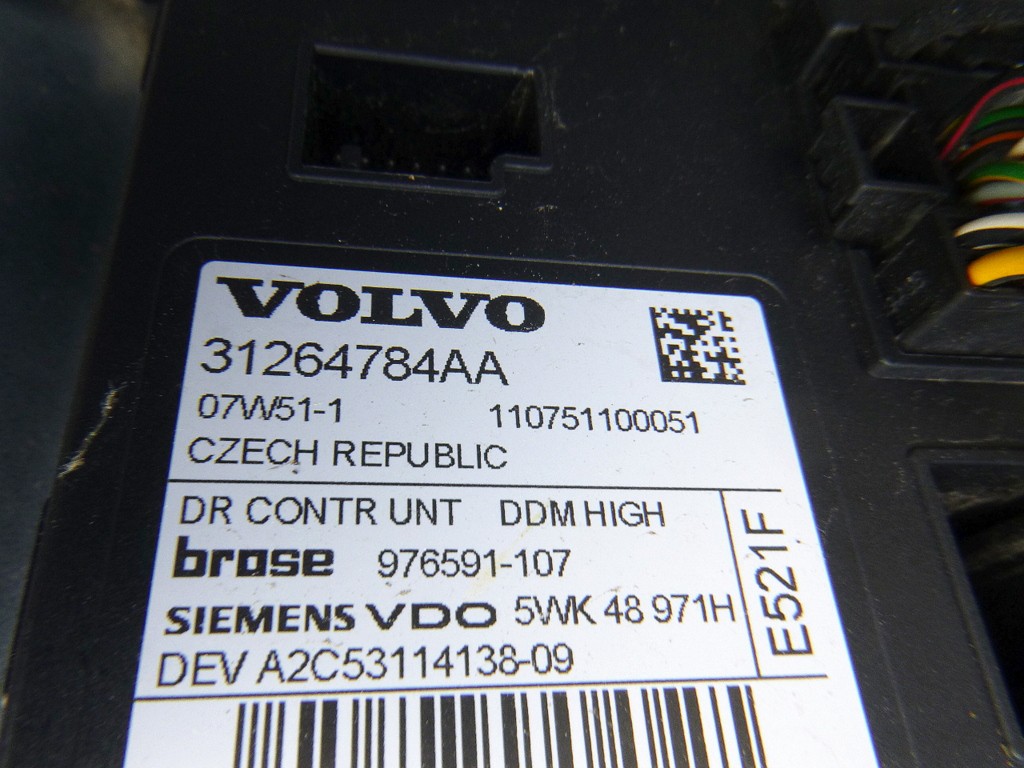 VOLVO
31264784AA
07W51-1 110751100051
CZECH REPUBLIC
DR CONTR UNT DDM HIGH
brose 976591-107
SIEMENS VDO 5WK 48 971H
DEV A2C53114138-09
E521F